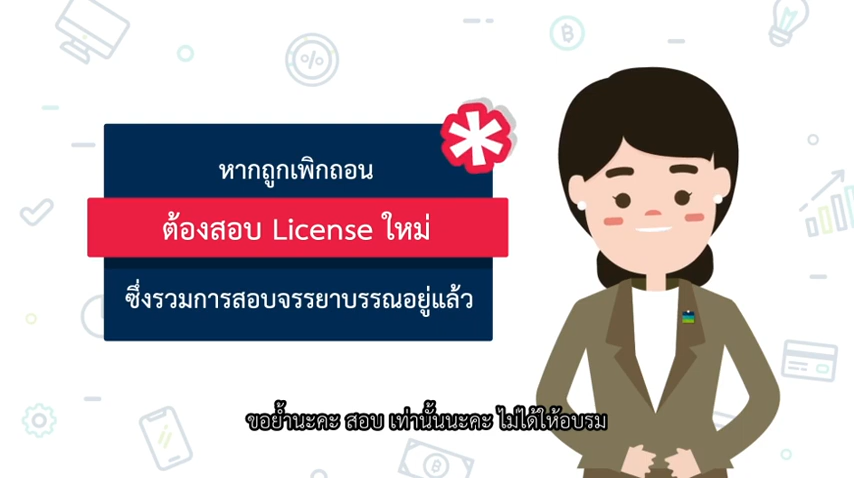 หากถูกเพิกถอน
ต้องสอบ License ใหม่
ซึ่งรวมการสอบจรรยาบรรณอยู่แล้ว
ขอย้ำนะคะ สอบ เท่านั้นนะคะ ไม่ได้ให้อบรม